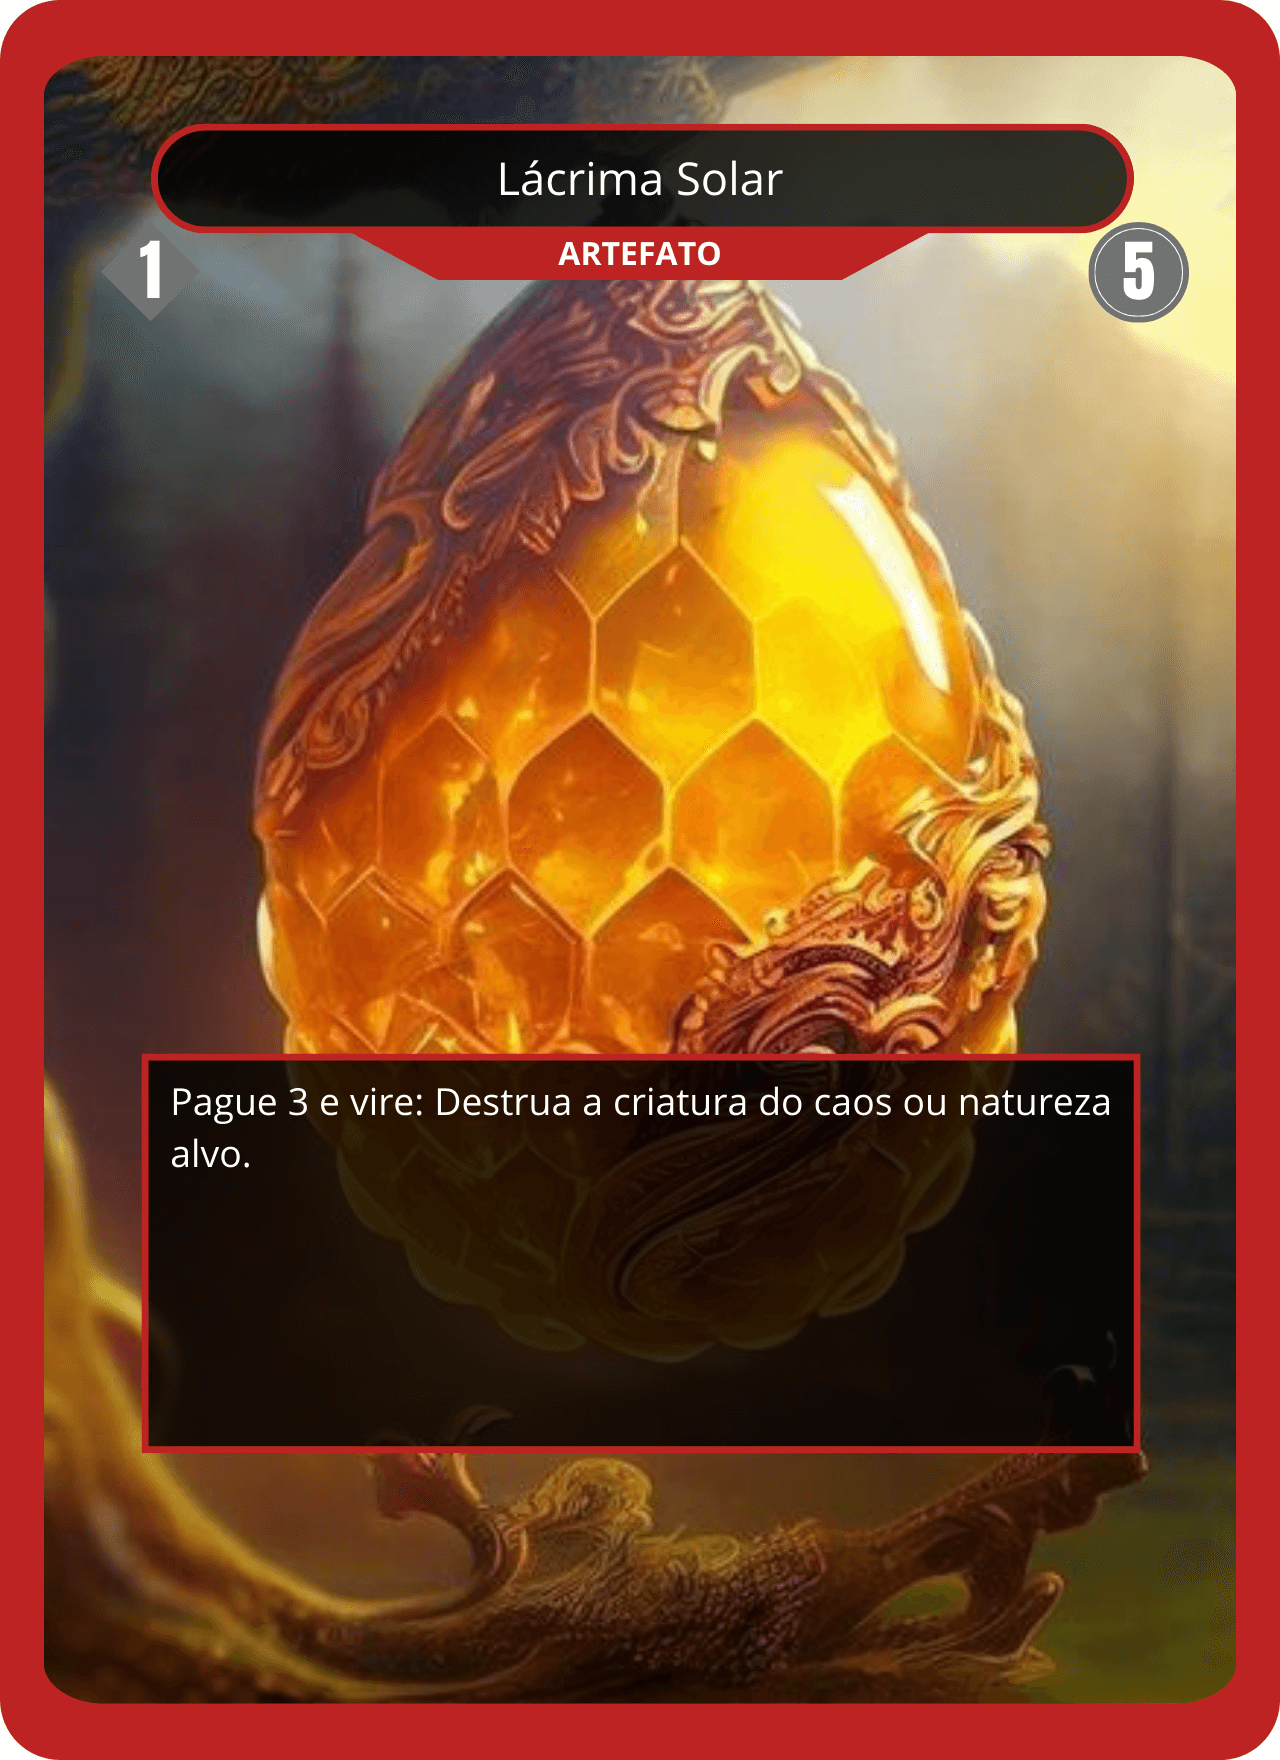 Lácrima Solar
ARTEFATO
1
5
Pague 3 e vire: Destrua a criatura do caos ou natureza
alvo.